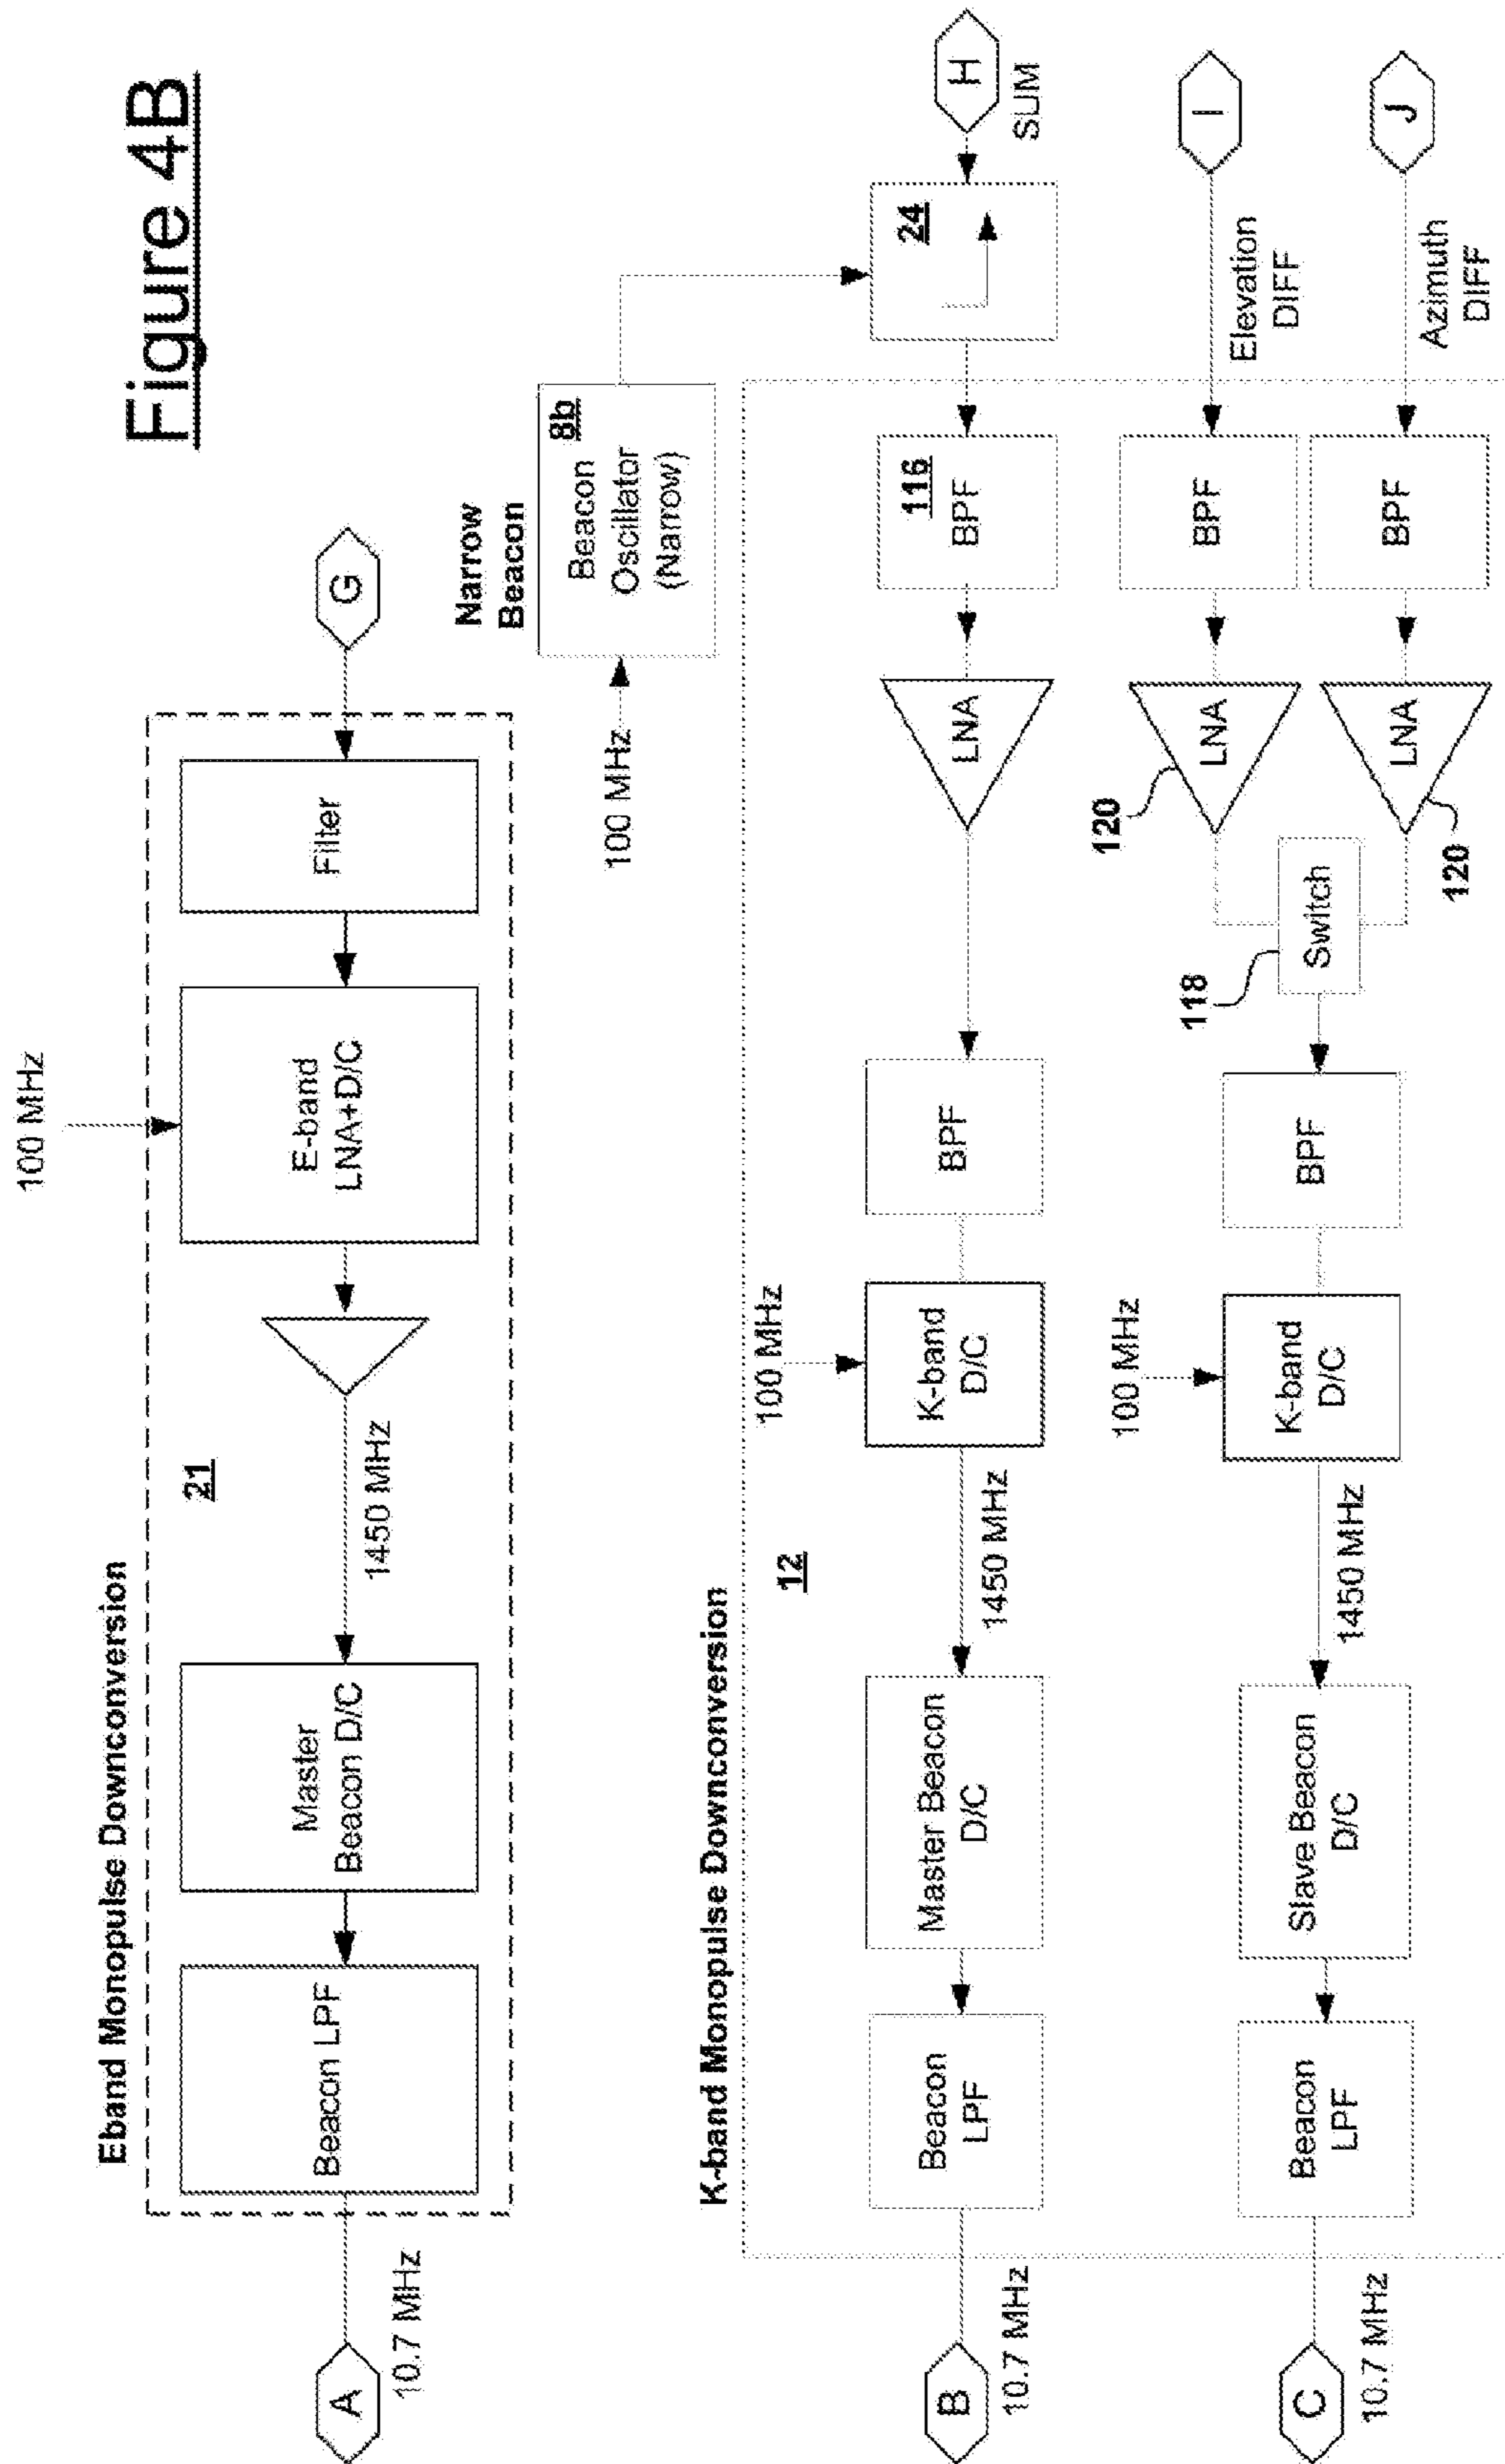 Figure 4B
Eband Monopulse Downconversion
100 MHz
A
10.7 MHz
Beacon LPF
Master
Beacon D/C
21
1450 MHz
E-band
LNA+D/C
Filter
G
Narrow
Beacon
100 MHz
8b
Beacon
Oscillator
(Narrow)
K-band Monopulse Downconversion
12
B
10.7 MHz
Beacon
LPF
Master Beacon
D/C
1450 MHz
100 MHz
K-band
D/C
BPF
LNA
116
BPF
24
H
SUM
C
10.7 MHz
Beacon
LPF
Slave Beacon
D/C
1450 MHz
100 MHz
K-band
D/C
BPF
118
Switch
120
LNA
BPF
Elevation
DIFF
I
120
LNA
BPF
Azimuth
DIFF
J